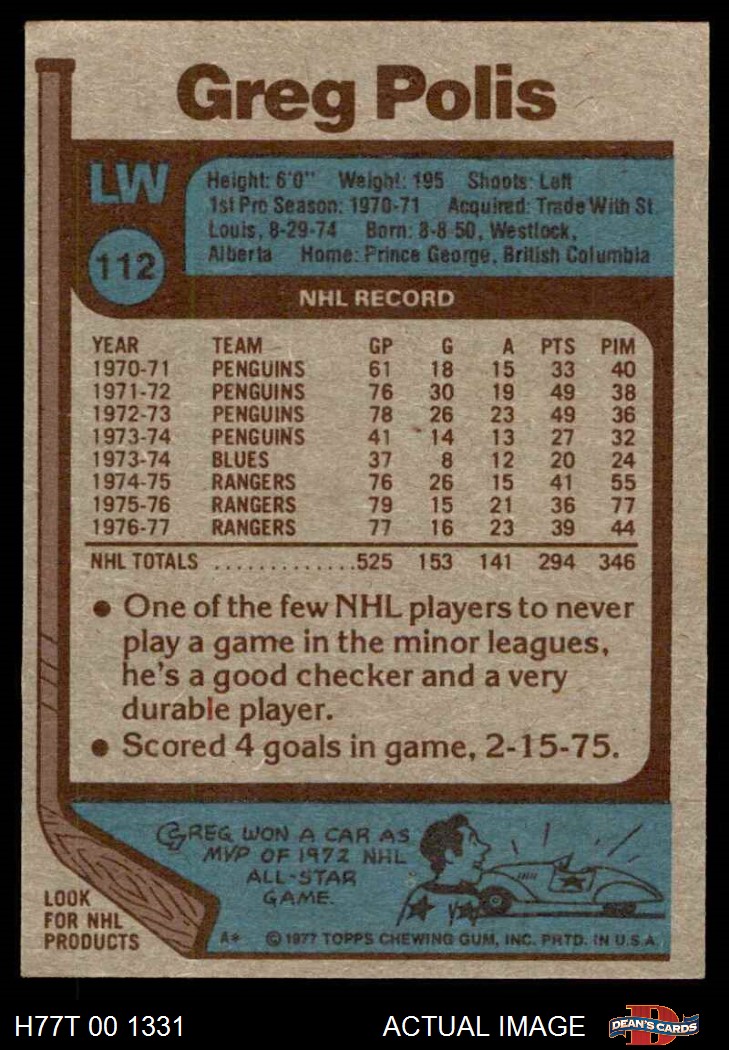 Greg Polis
LW
112
Height: 6'0" Weight: 195 Shoots: Left
1st Pro Season: 1970-71 Acquired: Trade With St.
Louis, 8-29-74 Born: 8-8-50, Westlock,
Alberta Home: Prince George, British Columbia
NHL RECORD
YEAR TEAM GP G A PTS PIM
1970-71 PENGUINS 61 18 15 33 40
1971-72 PENGUINS 76 30 19 49 38
1972-73 PENGUINS 78 26 23 49 36
1973-74 PENGUINS 41 14 13 27 32
1973-74 BLUES 37 8 12 20 24
1974-75 RANGERS 76 26 15 41 55
1975-76 RANGERS 79 15 21 36 77
1976-77 RANGERS 77 16 23 39 44
NHL TOTALS .............525 153 141 294 346
● One of the few NHL players to never
play a game in the minor leagues,
he's a good checker and a very
durable player.
● Scored 4 goals in game, 2-15-75.
GREG WON A CAR AS
MVP OF 1972 NHL
ALL-STAR
GAME.
LOOK
FOR NHL
PRODUCTS
A* © 1977 TOPPS CHEWING GUM, INC. PRTD. IN U.S.A.
H77T 00 1331 ACTUAL IMAGE DEAN'S CARDS